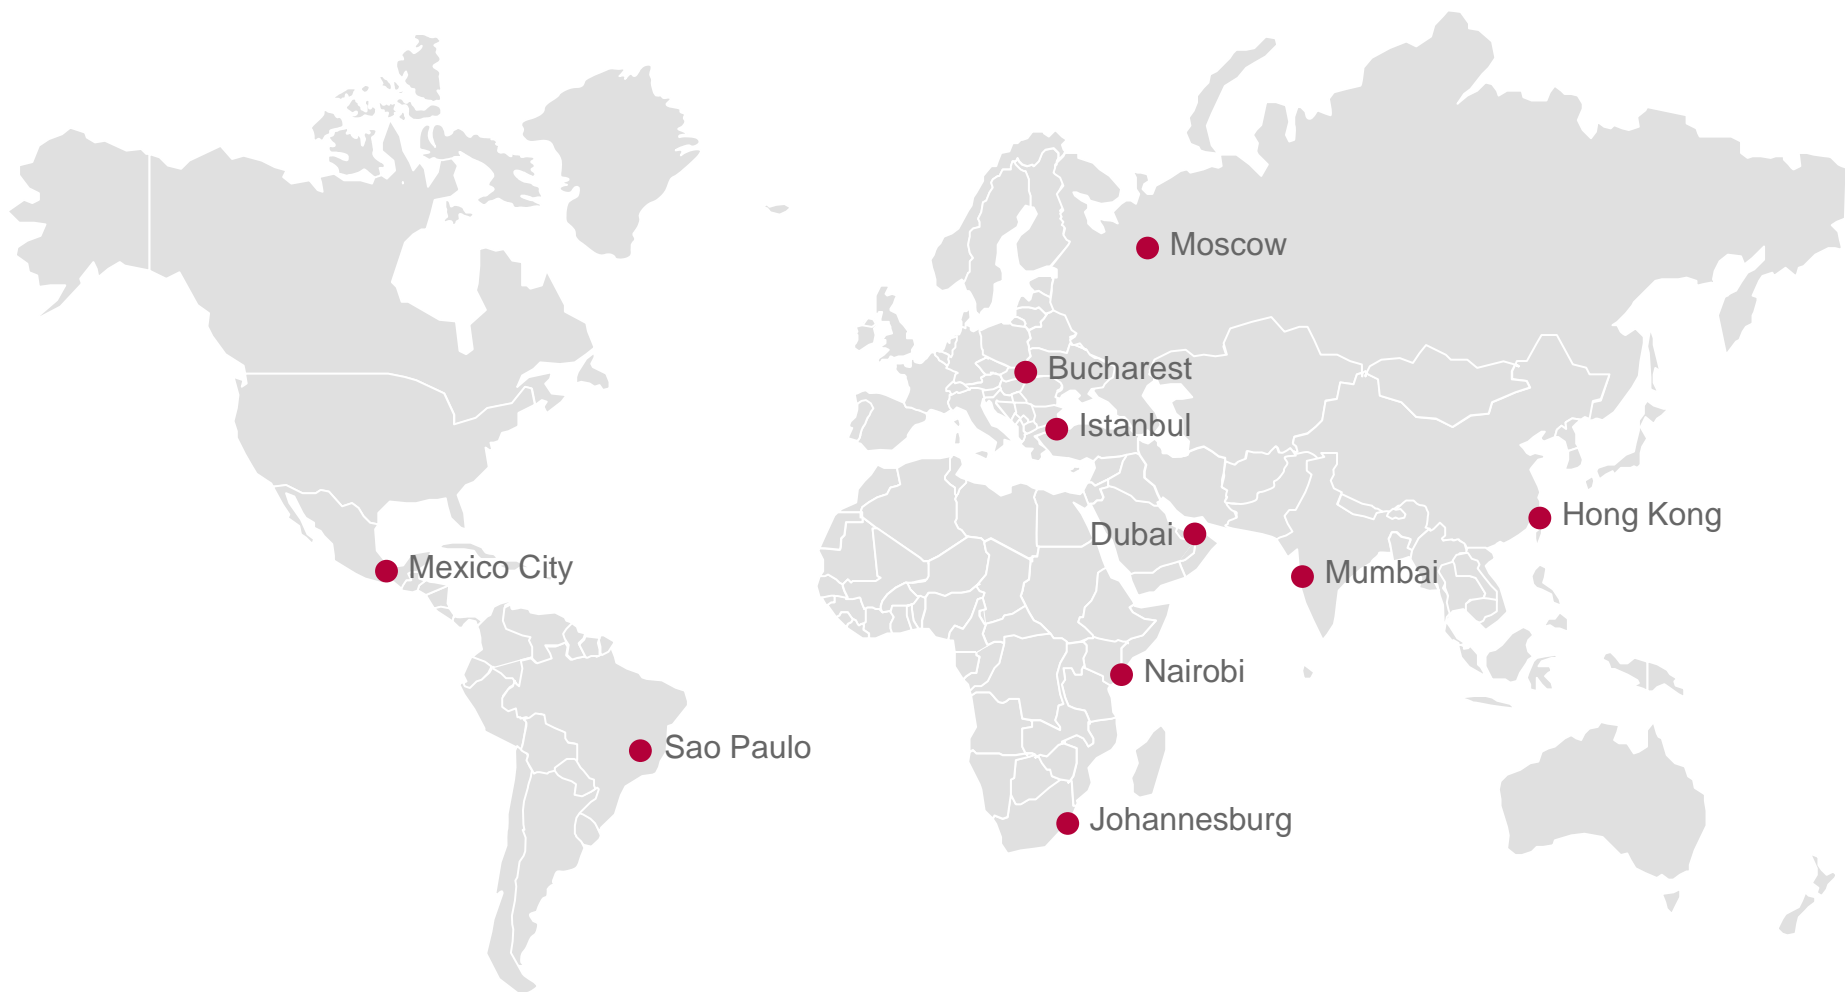 Moscow
Bucharest
Istanbul
Hong Kong
Dubai
Mexico City
Mumbai
Nairobi
Sao Paulo
Johannesburg